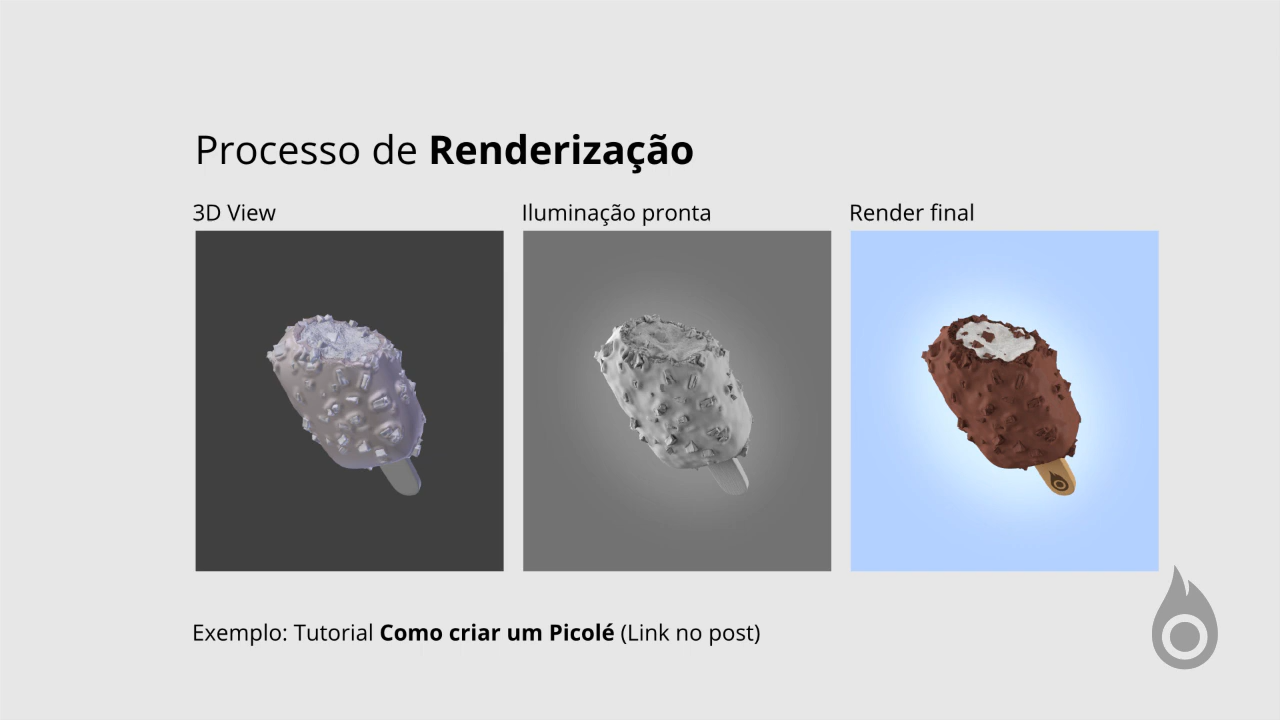 Processo de Renderização
3D View
Iluminação pronta
Render final
Exemplo: Tutorial Como criar um Picolé (Link no post)